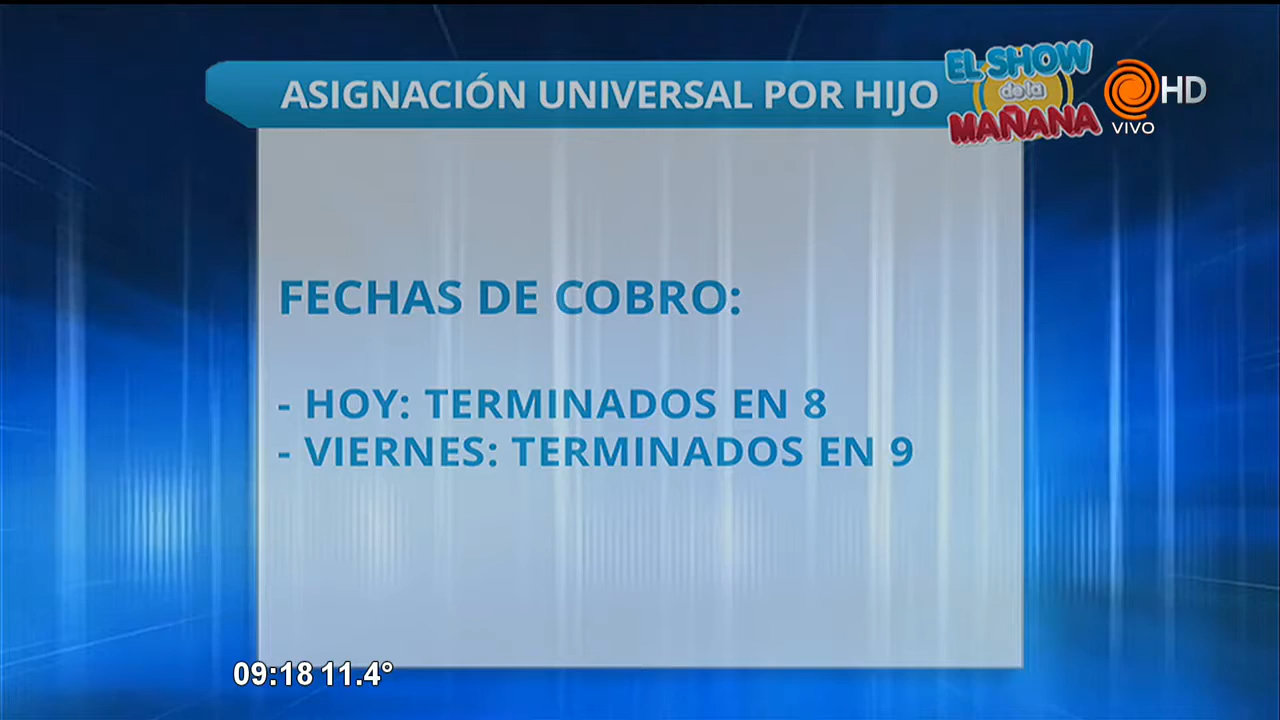 ASIGNACIÓN UNIVERSAL POR HIJO
EL SHOW
de la
MAÑANA
HD
VIVO
FECHAS DE COBRO:
- HOY: TERMINADOS EN 8
- VIERNES: TERMINADOS EN 9
09:18 11.4°